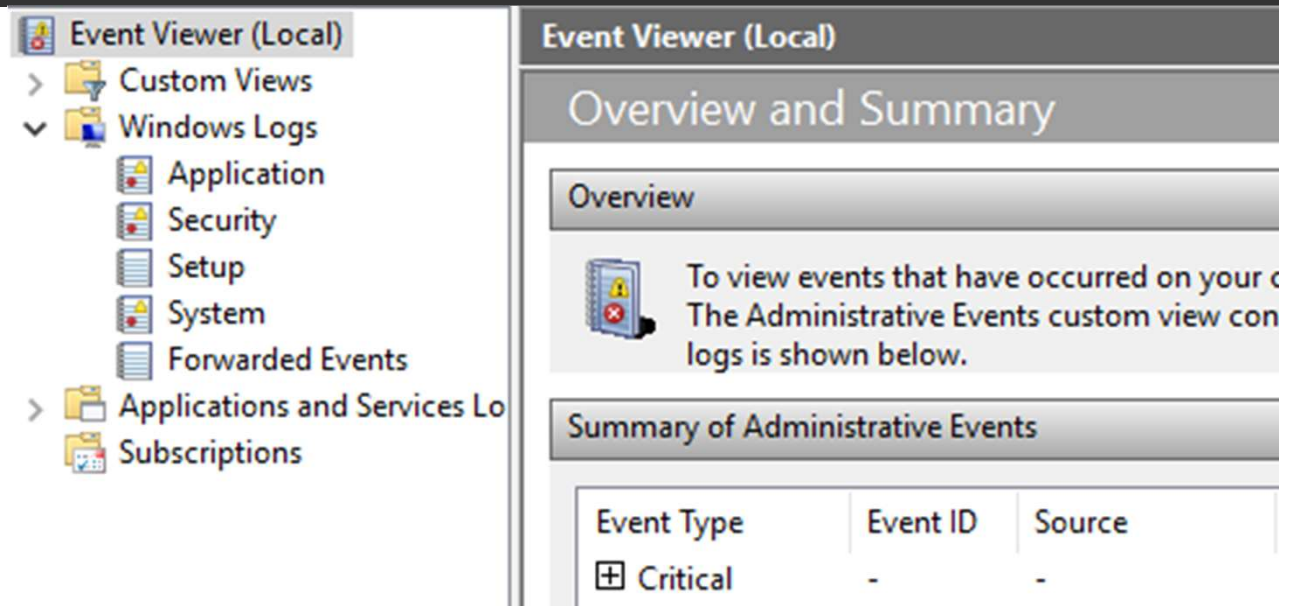 Event Viewer (Local)
Custom Views
Windows Logs
Application
Security
Setup
System
Forwarded Events
Applications and Services Lo
Subscriptions
Event Viewer (Local)
Overview and Summary
Overview
To view events that have occurred on your
The Administrative Events custom view con
logs is shown below.
Summary of Administrative Events
Event Type Event ID Source
Critical - -